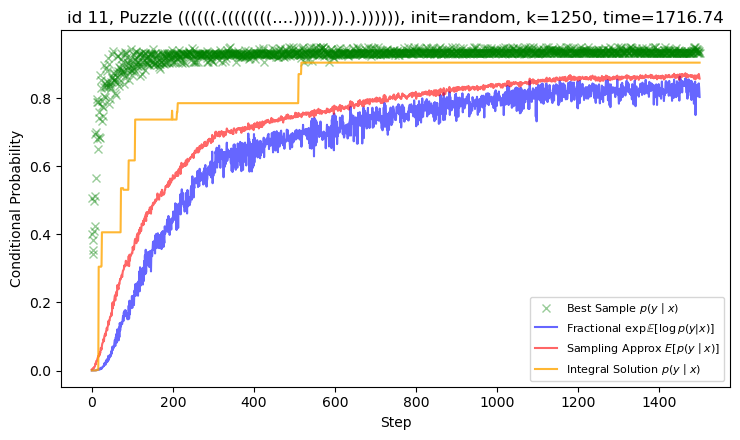 id 11, Puzzle ((((((.((((((((....))))).)).).)))))), init=random, k=1250, time=1716.74
Conditional Probability
0.8
0.6
0.4
0.2
0.0
Best Sample p(y | x)
Fractional exp𝔼[log p(y|x)]
Sampling Approx E[p(y | x)]
Integral Solution p(y | x)
0 200 400 600 800 1000 1200 1400
Step